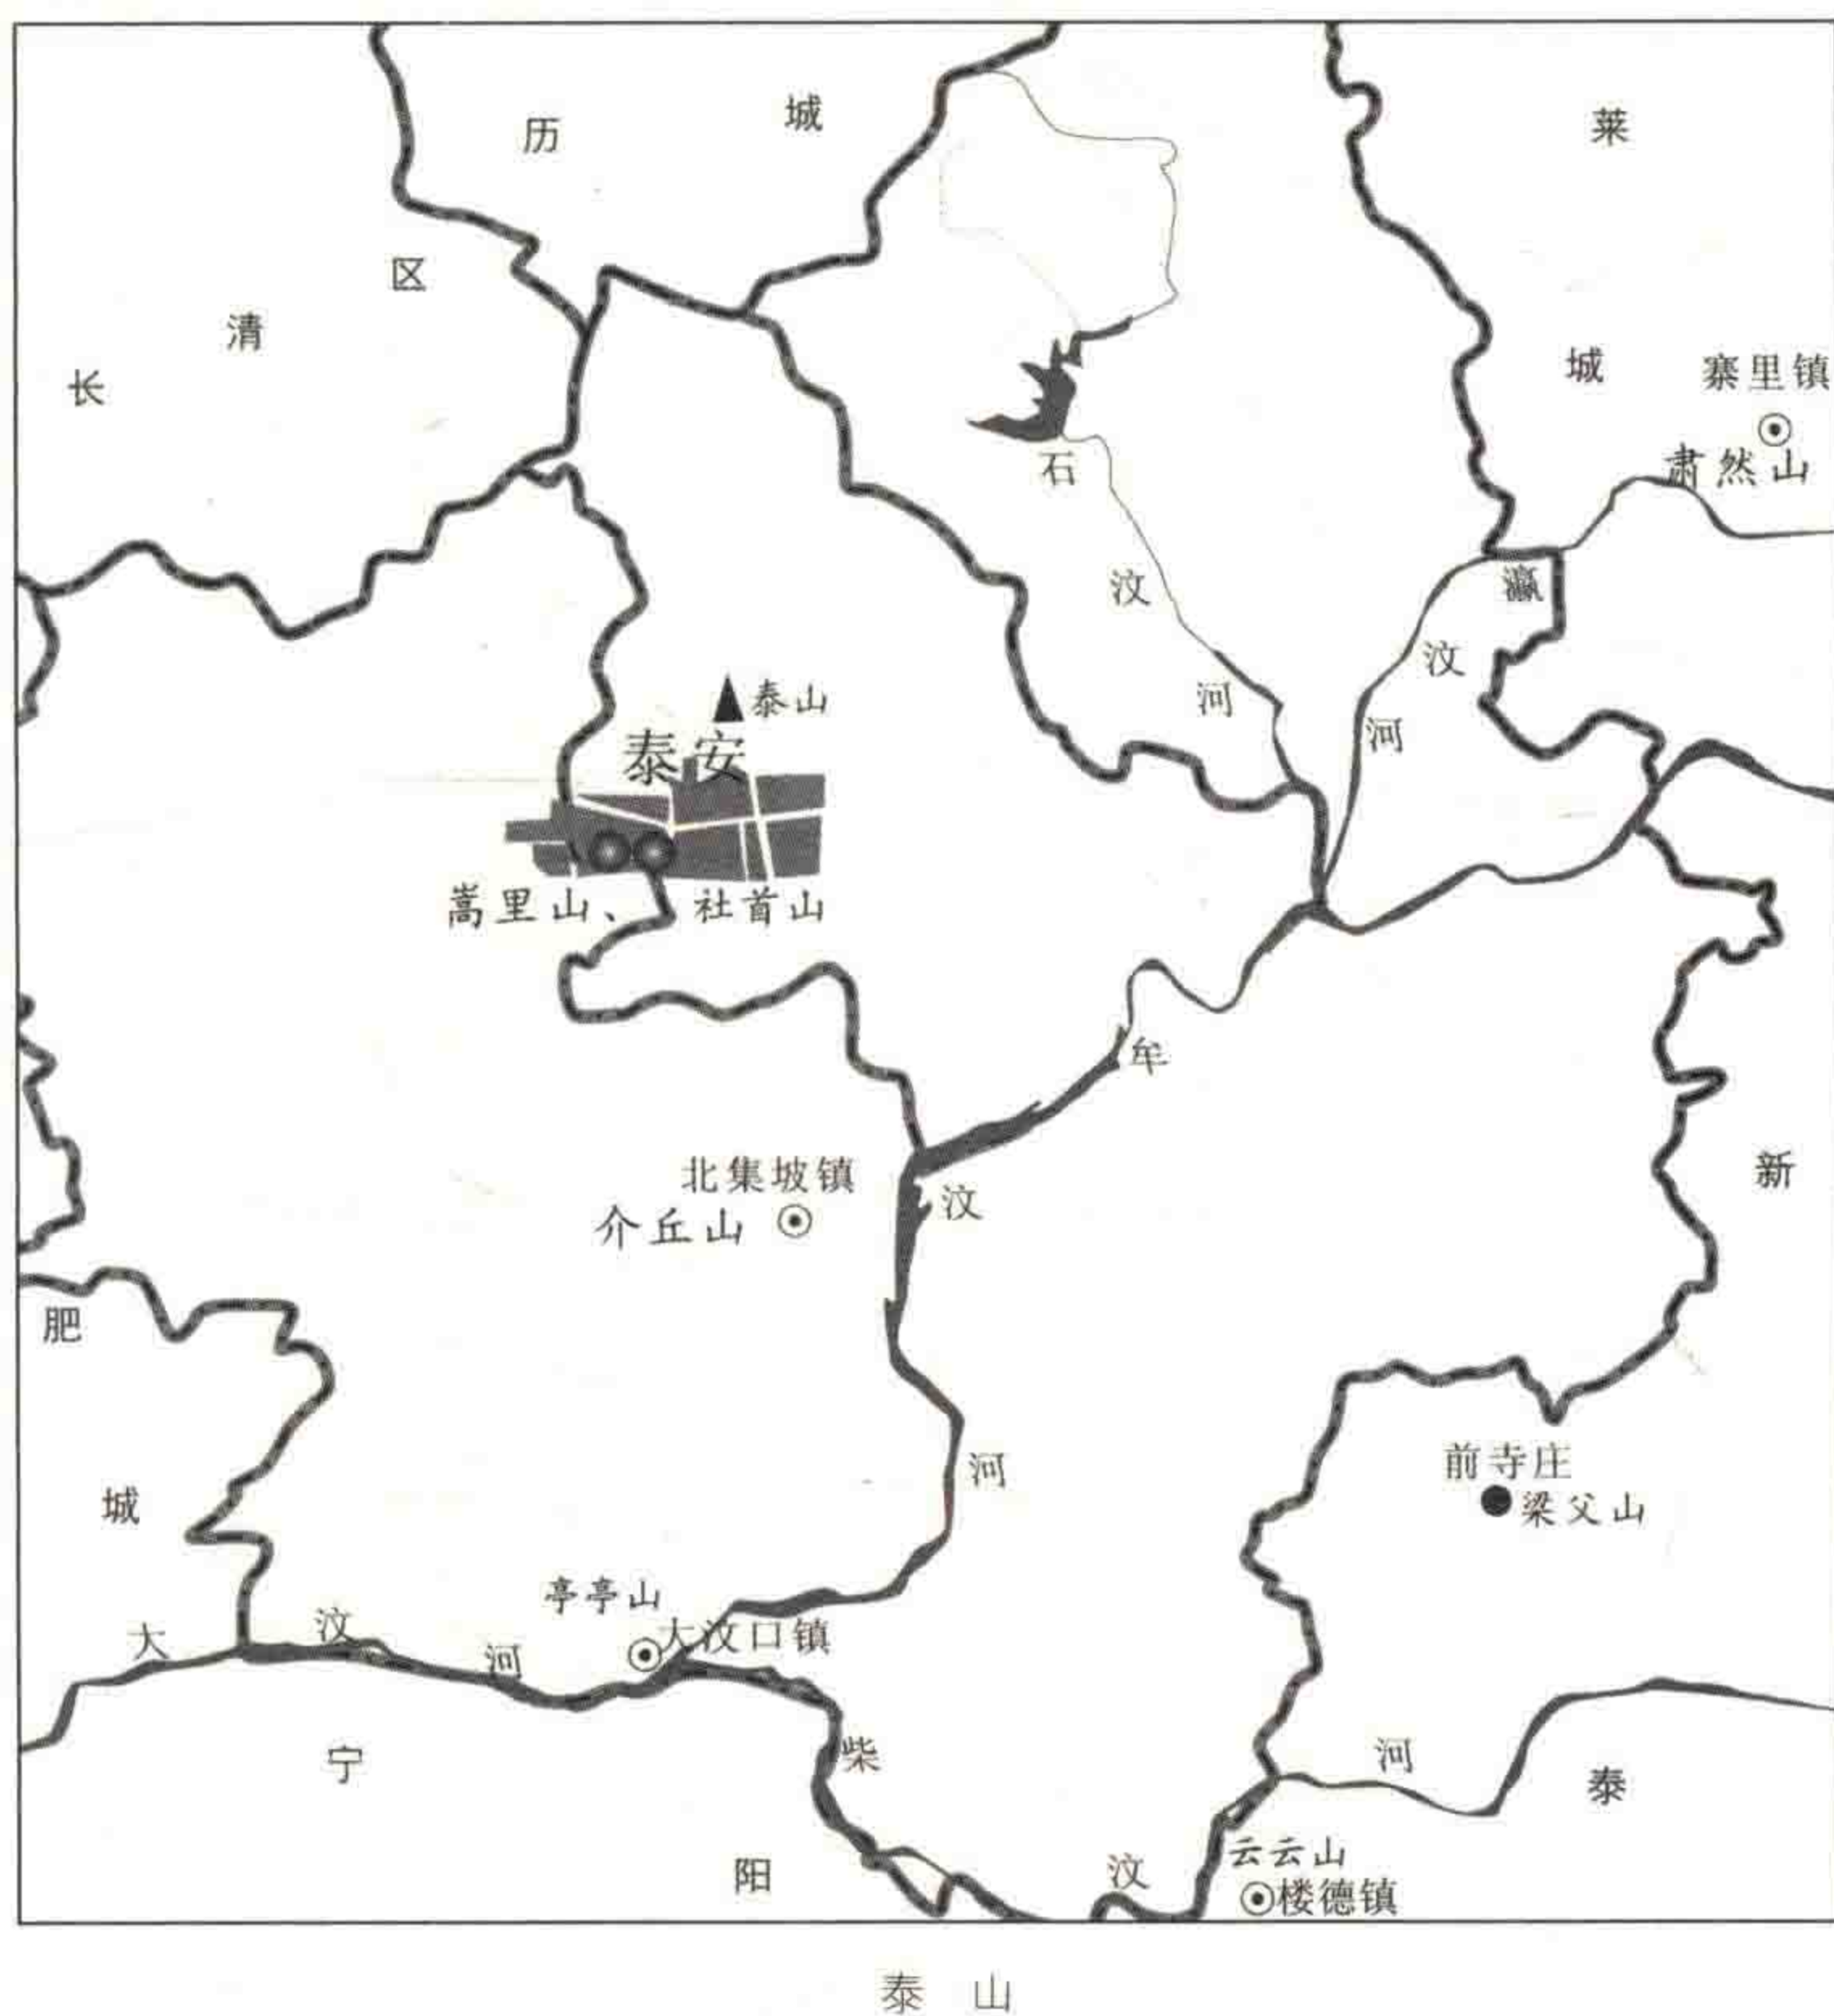 历城
莱城
长清区
寨里镇
肃然山
石汶河
瀛汶河
泰山
泰安
嵩里山、社首山
牟汶河
北集坡镇
介丘山
新泰
肥城
前寺庄
梁父山
亭亭山
大汶口镇
大汶河
宁阳
柴汶河
云云山
楼德镇
泰山